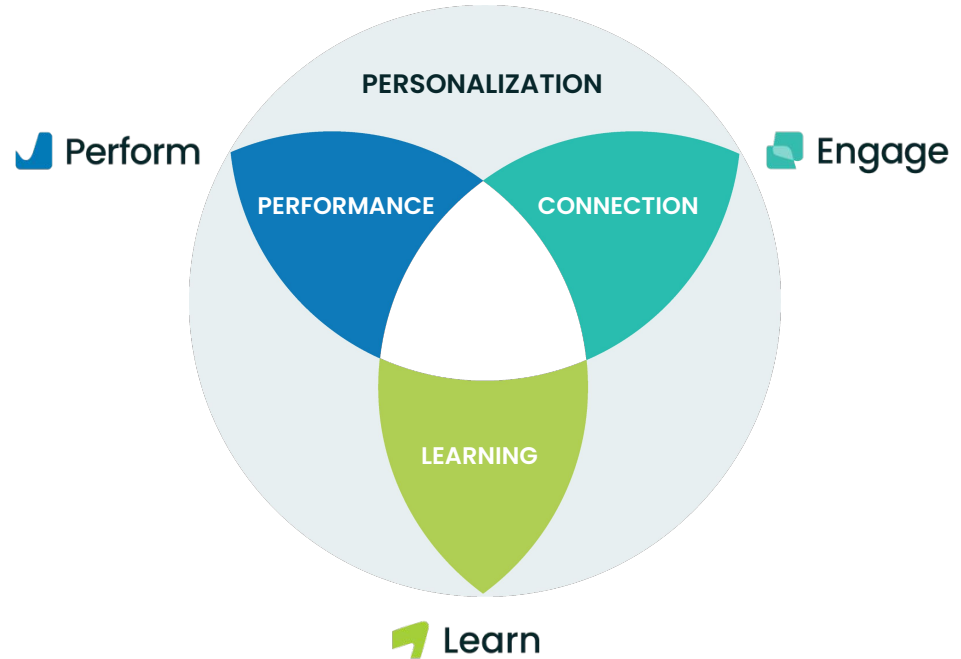 PERSONALIZATION
Perform
Engage
PERFORMANCE
CONNECTION
LEARNING
Learn